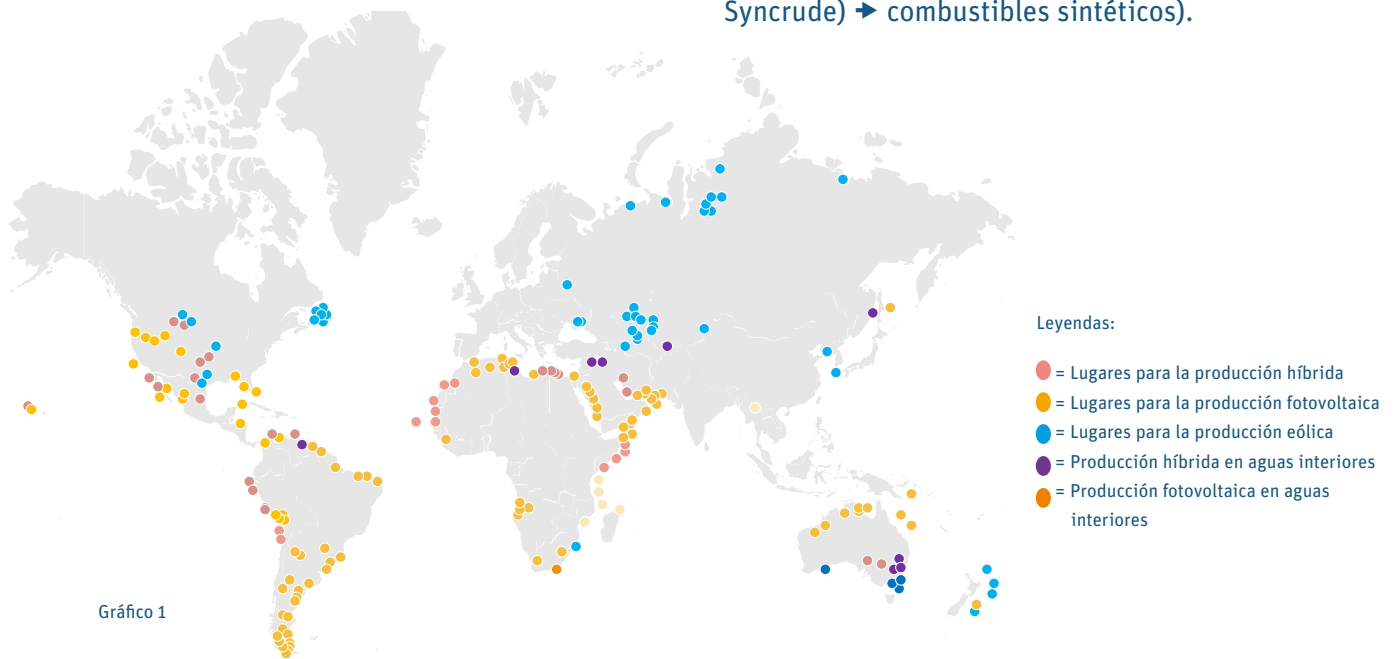 Syncrude) → combustibles sintéticos).
Leyendas:
= Lugares para la producción híbrida
= Lugares para la producción fotovoltaica
= Lugares para la producción eólica
= Producción híbrida en aguas interiores
= Producción fotovoltaica en aguas
interiores
Gráfico 1